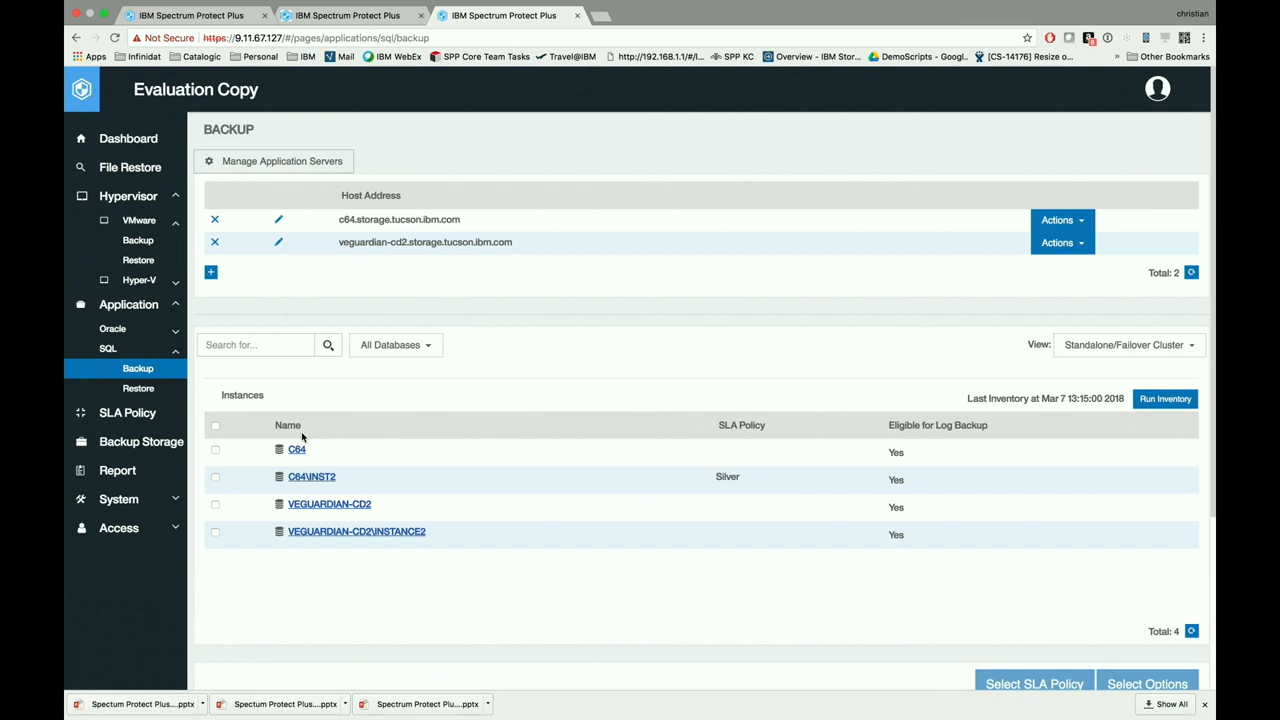 IBM Spectrum Protect Plus
IBM Spectrum Protect Plus
IBM Spectrum Protect Plus
christian
Not Secure https://9.11.67.127/#/pages/applications/sql/backup
Apps Infinidat Catalogic Personal IBM Mail IBM WebEx SPP Core Team Tasks Travel@IBM http://192.168.1.1/#/l... SPP KC Overview - IBM Stor... DemoScripts - Googl... [CS-14176] Resize o... » Other Bookmarks
Evaluation Copy
Dashboard
File Restore
Hypervisor
VMware
Backup
Restore
Hyper-V
Application
Oracle
SQL
Backup
Restore
SLA Policy
Backup Storage
Report
System
Access
BACKUP
Manage Application Servers
Host Address
c64.storage.tucson.ibm.com Actions
veguardian-cd2.storage.tucson.ibm.com Actions
Total: 2
Search for... All Databases View: Standalone/Failover Cluster
Instances Last Inventory at Mar 7 13:15:00 2018 Run Inventory
Name SLA Policy Eligible for Log Backup
C64 Yes
C64\INST2 Silver Yes
VEGUARDIAN-CD2 Yes
VEGUARDIAN-CD2\INSTANCE2 Yes
Total: 4
Select SLA Policy Select Options
Spectum Protect Plus....pptx Spectrum Protect Plus....pptx Spectrum Protect Plu....pptx Show All